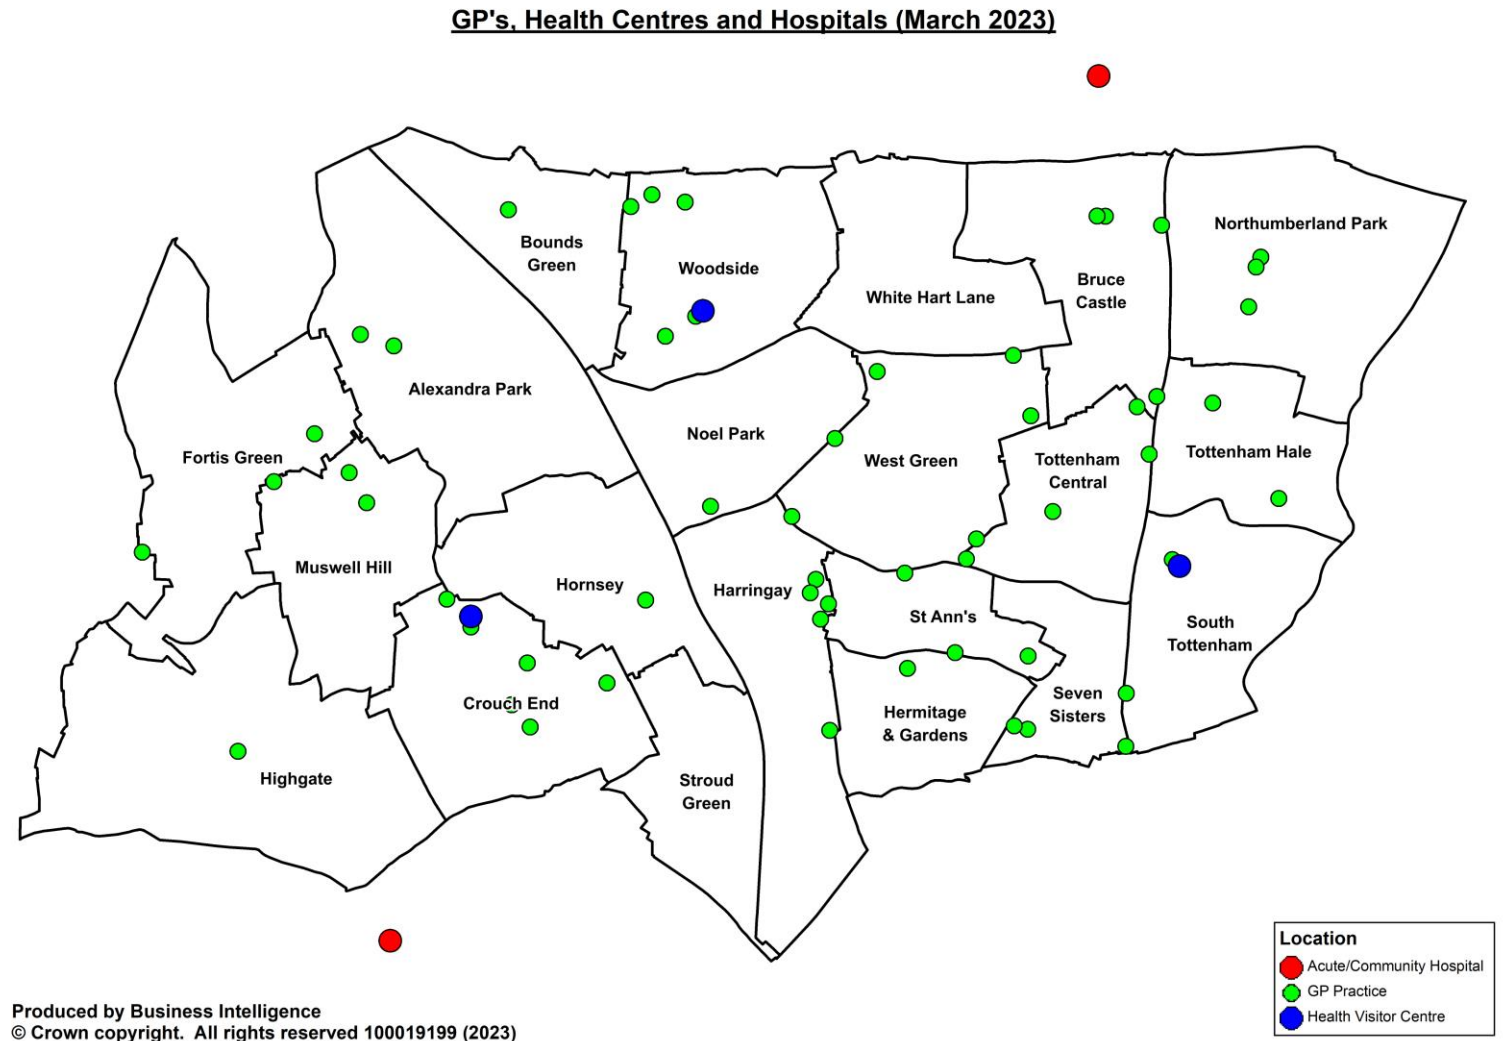 GP's, Health Centres and Hospitals (March 2023)
Northumberland Park
Bounds
Green
Woodside
White Hart Lane
Bruce
Castle
Alexandra Park
Noel Park
Fortis Green
West Green
Tottenham
Central
Tottenham Hale
Muswell Hill
Hornsey
Harringay
St Ann's
South
Tottenham
Crouch End
Seven
Sisters
Hermitage
& Gardens
Highgate
Stroud
Green
Location
Acute/Community Hospital
GP Practice
Health Visitor Centre
Produced by Business Intelligence
© Crown copyright. All rights reserved 100019199 (2023)